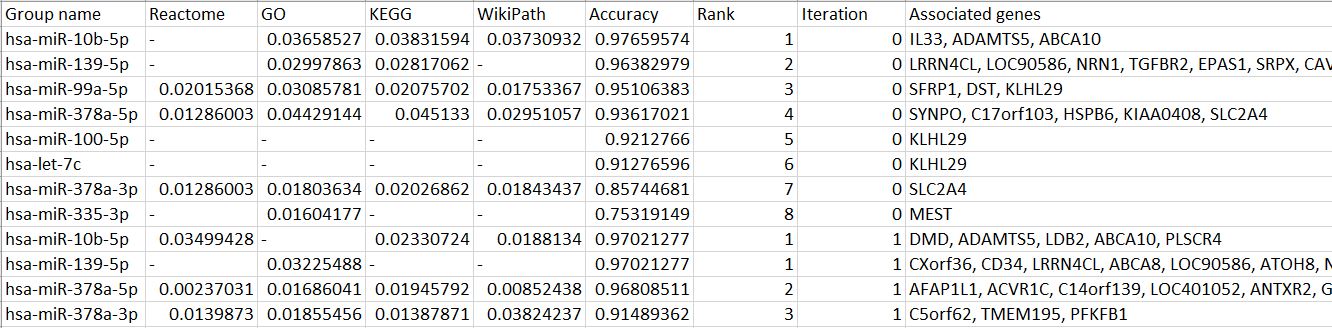 Group name Reactome GO KEGG WikiPath Accuracy Rank Iteration Associated genes
hsa-miR-10b-5p - 0.03658527 0.03831594 0.03730932 0.97659574 1 0 IL33, ADAMTS5, ABCA10
hsa-miR-139-5p - 0.02997863 0.02817062 - 0.96382979 2 0 LRRN4CL, LOC90586, NRN1, TGFBR2, EPAS1, SRPX, CAV
hsa-miR-99a-5p 0.02015368 0.03085781 0.02075702 0.01753367 0.95106383 3 0 SFRP1, DST, KLHL29
hsa-miR-378a-5p 0.01286003 0.04429144 0.045133 0.02951057 0.93617021 4 0 SYNPO, C17orf103, HSPB6, KIAA0408, SLC2A4
hsa-miR-100-5p - - - - 0.9212766 5 0 KLHL29
hsa-let-7c - - - - 0.91276596 6 0 KLHL29
hsa-miR-378a-3p 0.01286003 0.01803634 0.02026862 0.01843437 0.85744681 7 0 SLC2A4
hsa-miR-335-3p - 0.01604177 - - 0.75319149 8 0 MEST
hsa-miR-10b-5p 0.03499428 - 0.02330724 0.0188134 0.97021277 1 1 DMD, ADAMTS5, LDB2, ABCA10, PLSCR4
hsa-miR-139-5p - 0.03225488 - - 0.97021277 1 1 CXorf36, CD34, LRRN4CL, ABCA8, LOC90586, ATOH8, N
hsa-miR-378a-5p 0.00237031 0.01686041 0.01945792 0.00852438 0.96808511 2 1 AFAP1L1, ACVR1C, C14orf139, LOC401052, ANTXR2, G
hsa-miR-378a-3p 0.0139873 0.01855456 0.01387871 0.03824237 0.91489362 3 1 C5orf62, TMEM195, PFKFB1